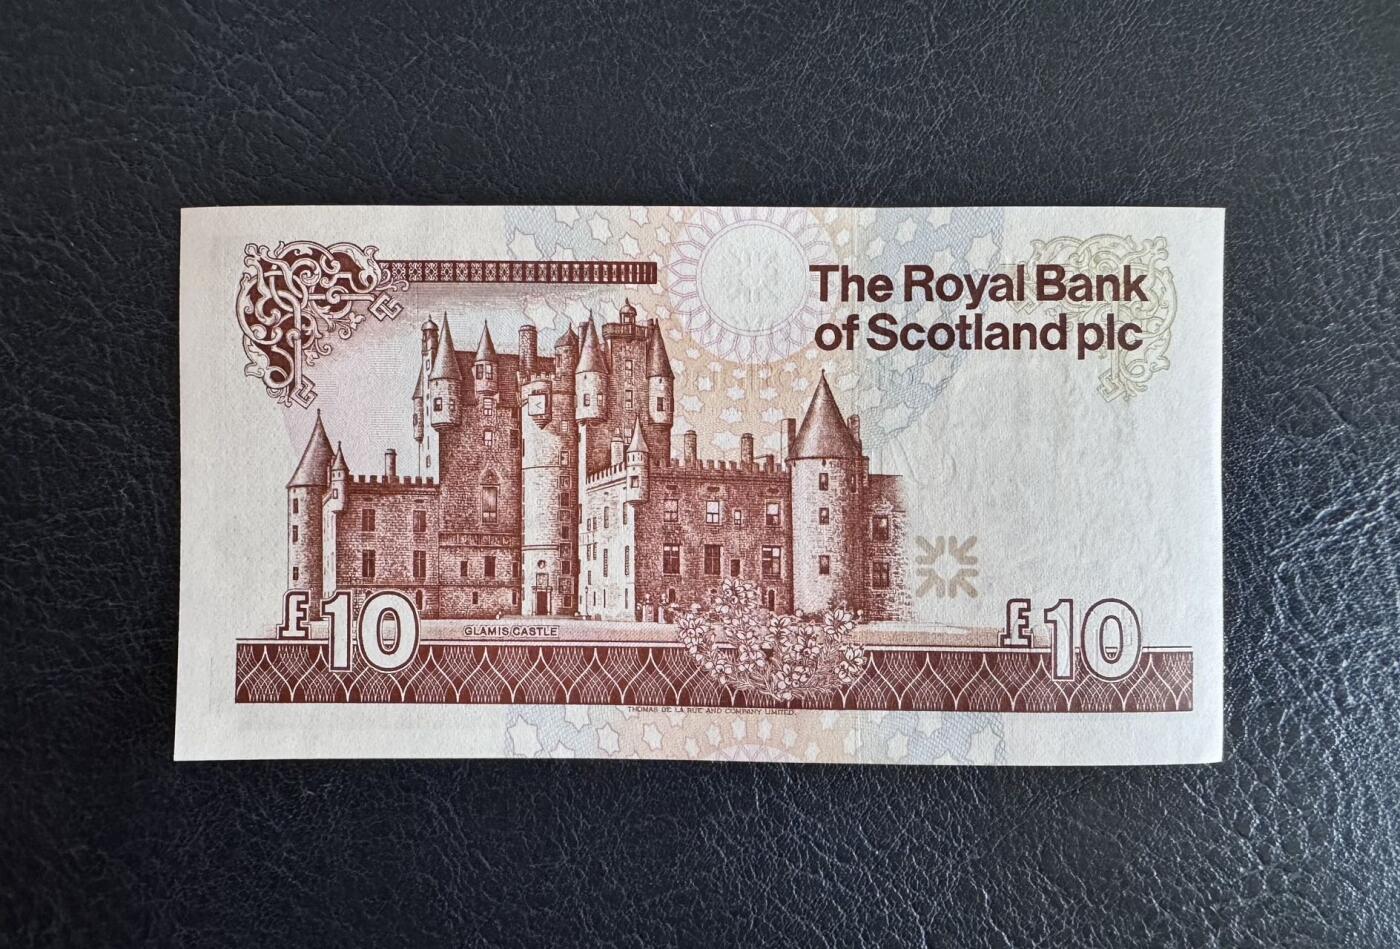 The Royal Bank
of Scotland plc
£10
GLAMIS CASTLE
£10
THOMAS DE LA RUE AND COMPANY LIMITED.